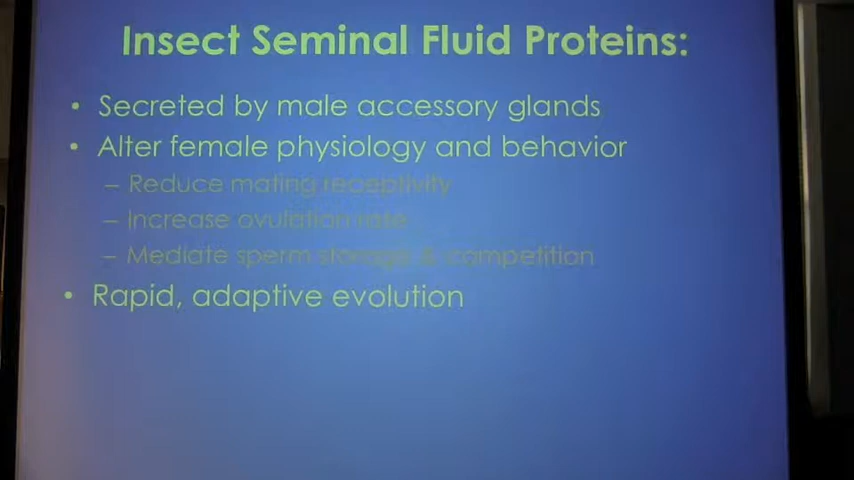 Insect Seminal Fluid Proteins:
• Secreted by male accessory glands
• Alter female physiology and behavior
– Reduce mating receptivity
– Increase ovulation rate
– Mediate sperm storage & competition
• Rapid, adaptive evolution